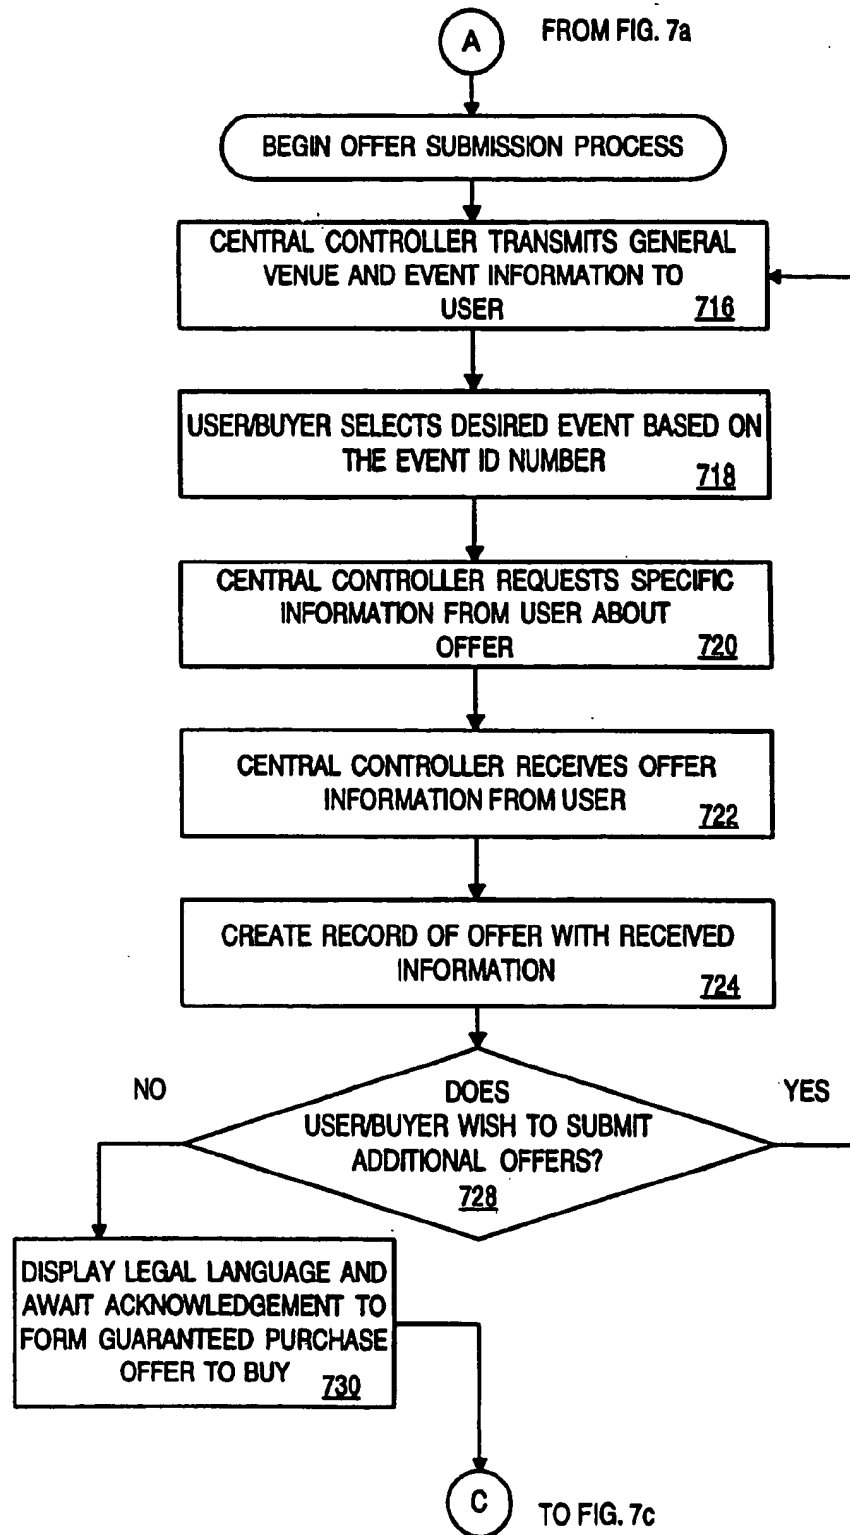 A
FROM FIG. 7a
BEGIN OFFER SUBMISSION PROCESS
CENTRAL CONTROLLER TRANSMITS GENERAL
VENUE AND EVENT INFORMATION TO
USER
716
USER/BUYER SELECTS DESIRED EVENT BASED ON
THE EVENT ID NUMBER
718
CENTRAL CONTROLLER REQUESTS SPECIFIC
INFORMATION FROM USER ABOUT
OFFER
720
CENTRAL CONTROLLER RECEIVES OFFER
INFORMATION FROM USER
722
CREATE RECORD OF OFFER WITH RECEIVED
INFORMATION
724
NO
YES
DOES
USER/BUYER WISH TO SUBMIT
ADDITIONAL OFFERS?
728
DISPLAY LEGAL LANGUAGE AND
AWAIT ACKNOWLEDGEMENT TO
FORM GUARANTEED PURCHASE
OFFER TO BUY
730
C
TO FIG. 7c